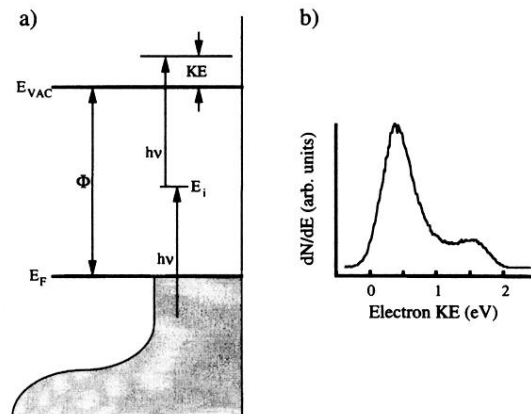 a)
KE
E_VAC
hν
Φ
E_i
hν
E_F
b)
dN/dE (arb. units)
0 1 2
Electron KE (eV)